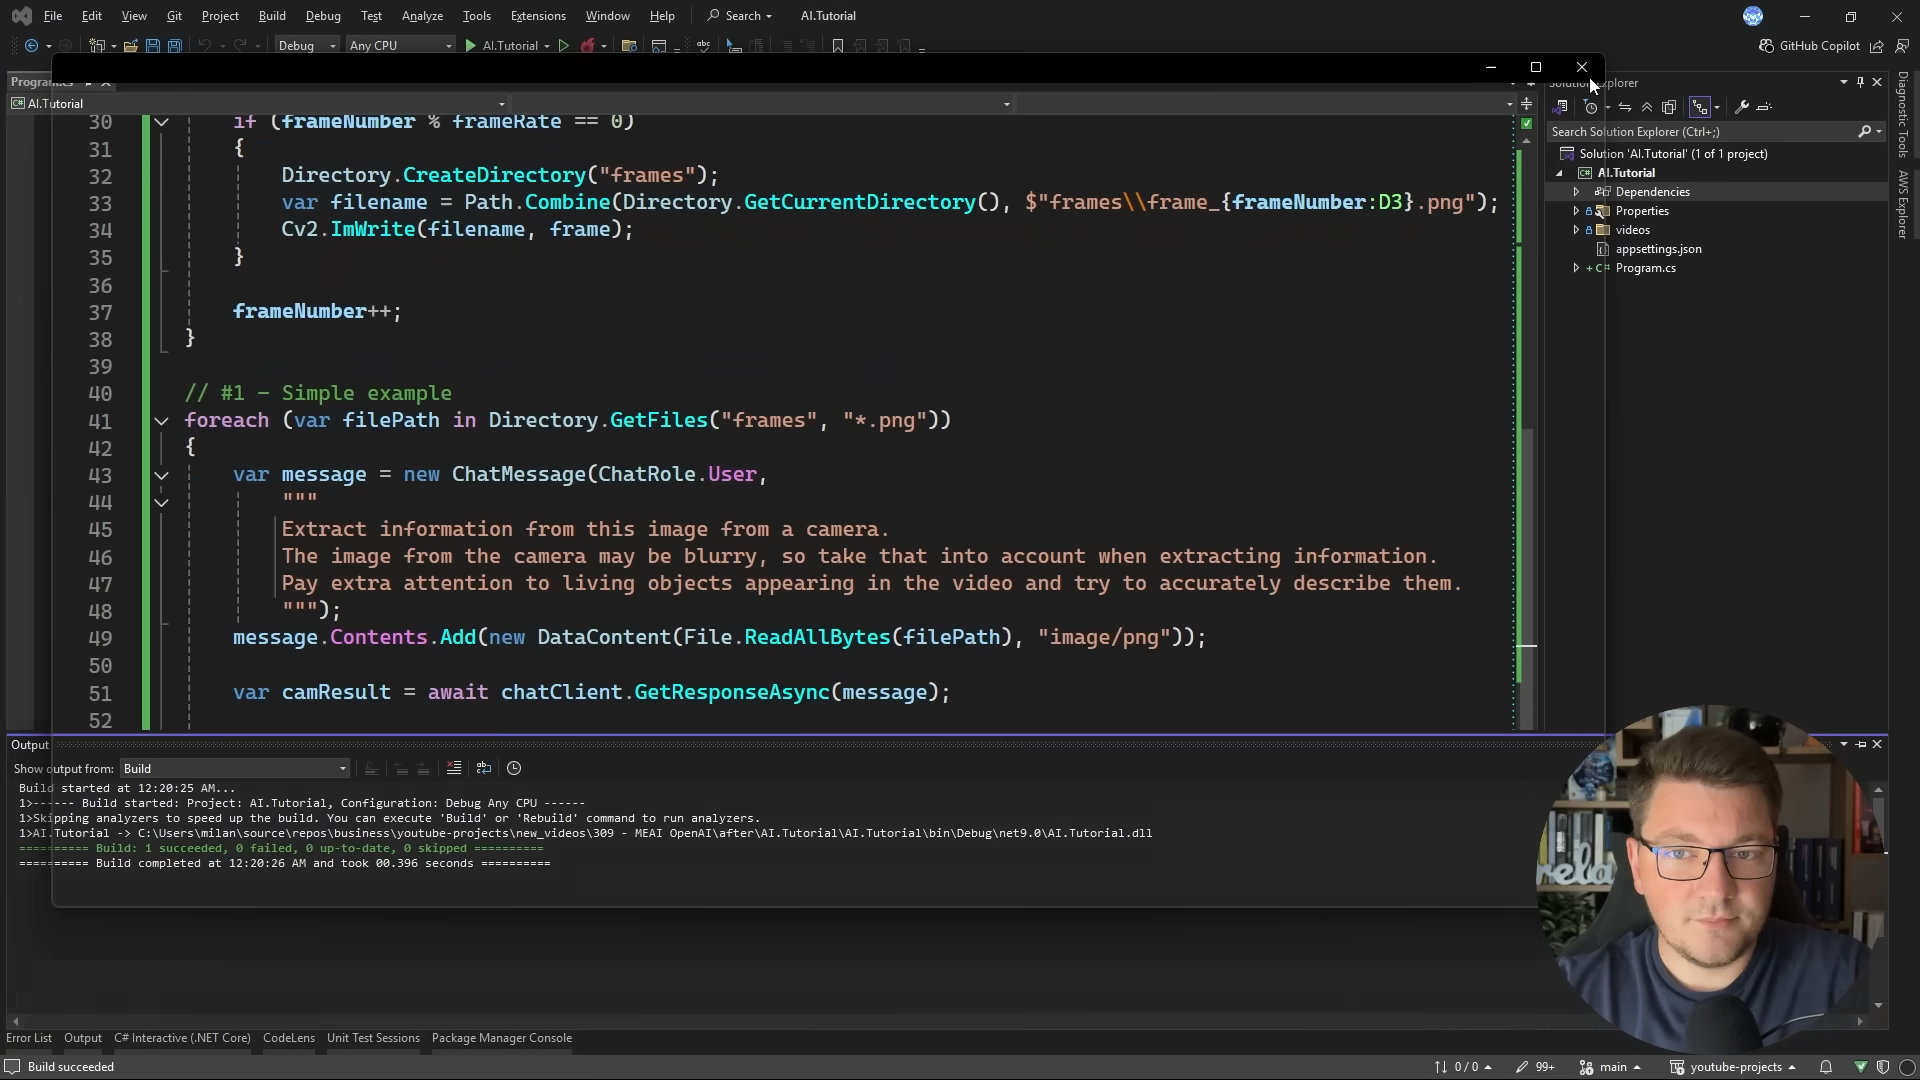 File Edit View Git Project Build Debug Test Analyze Tools Extensions Window Help Search AI.Tutorial
Debug Any CPU AI.Tutorial GitHub Copilot
Program.cs
Solution Explorer
AI.Tutorial
Search Solution Explorer (Ctrl+;)
Solution 'AI.Tutorial' (1 of 1 project)
AI.Tutorial
Dependencies
Properties
videos
appsettings.json
Program.cs
Diagnostic Tools
AWS Explorer
30 if (frameNumber % frameRate == 0)
31 {
32 Directory.CreateDirectory("frames");
33 var filename = Path.Combine(Directory.GetCurrentDirectory(), $"frames\\frame_{frameNumber:D3}.png");
34 Cv2.ImWrite(filename, frame);
35 }
36
37 frameNumber++;
38 }
39
40 // #1 - Simple example
41 foreach (var filePath in Directory.GetFiles("frames", "*.png"))
42 {
43 var message = new ChatMessage(ChatRole.User,
44 """
45 Extract information from this image from a camera.
46 The image from the camera may be blurry, so take that into account when extracting information.
47 Pay extra attention to living objects appearing in the video and try to accurately describe them.
48 """);
49 message.Contents.Add(new DataContent(File.ReadAllBytes(filePath), "image/png"));
50
51 var camResult = await chatClient.GetResponseAsync(message);
52
Output
Show output from: Build
Build started at 12:20:25 AM...
1>------ Build started: Project: AI.Tutorial, Configuration: Debug Any CPU ------
1>Skipping analyzers to speed up the build. You can execute 'Build' or 'Rebuild' command to run analyzers.
1>AI.Tutorial -> C:\Users\milan\source\repos\business\youtube-projects\new_videos\309 - MEAI OpenAI\after\AI.Tutorial\AI.Tutorial\bin\Debug\net9.0\AI.Tutorial.dll
========== Build: 1 succeeded, 0 failed, 0 up-to-date, 0 skipped ==========
========== Build completed at 12:20:26 AM and took 00.396 seconds ==========
Error List Output C# Interactive (.NET Core) CodeLens Unit Test Sessions Package Manager Console
Build succeeded 0 / 0 99+ main youtube-projects